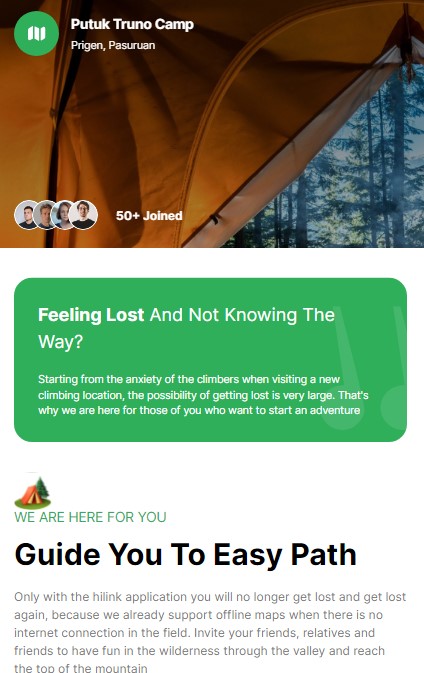 Putuk Truno Camp
Prigen, Pasuruan
50+ Joined
Feeling Lost And Not Knowing The
Way?
Starting from the anxiety of the climbers when visiting a new
climbing location, the possibility of getting lost is very large. That's
why we are here for those of you who want to start an adventure
WE ARE HERE FOR YOU
Guide You To Easy Path
Only with the hilink application you will no longer get lost and get lost
again, because we already support offline maps when there is no
internet connection in the field. Invite your friends, relatives and
friends to have fun in the wilderness through the valley and reach
the top of the mountain